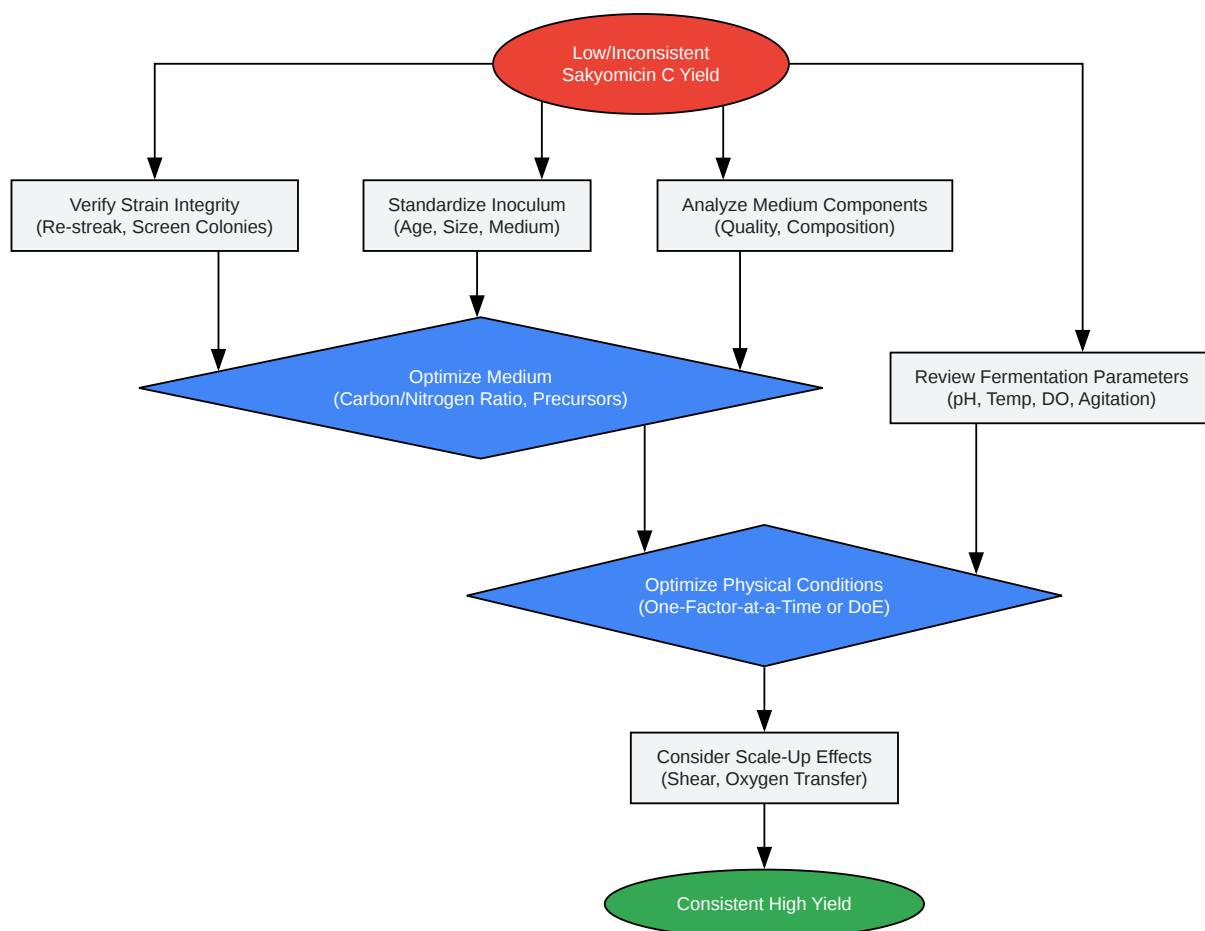 Low/Inconsistent
Sakyomicin C Yield
Verify Strain Integrity
(Re-streak, Screen Colonies)
Standardize Inoculum
(Age, Size, Medium)
Analyze Medium Components
(Quality, Composition)
Optimize Medium
(Carbon/Nitrogen Ratio, Precursors)
Review Fermentation Parameters
(pH, Temp, DO, Agitation)
Optimize Physical Conditions
(One-Factor-at-a-Time or DoE)
Consider Scale-Up Effects
(Shear, Oxygen Transfer)
Consistent High Yield